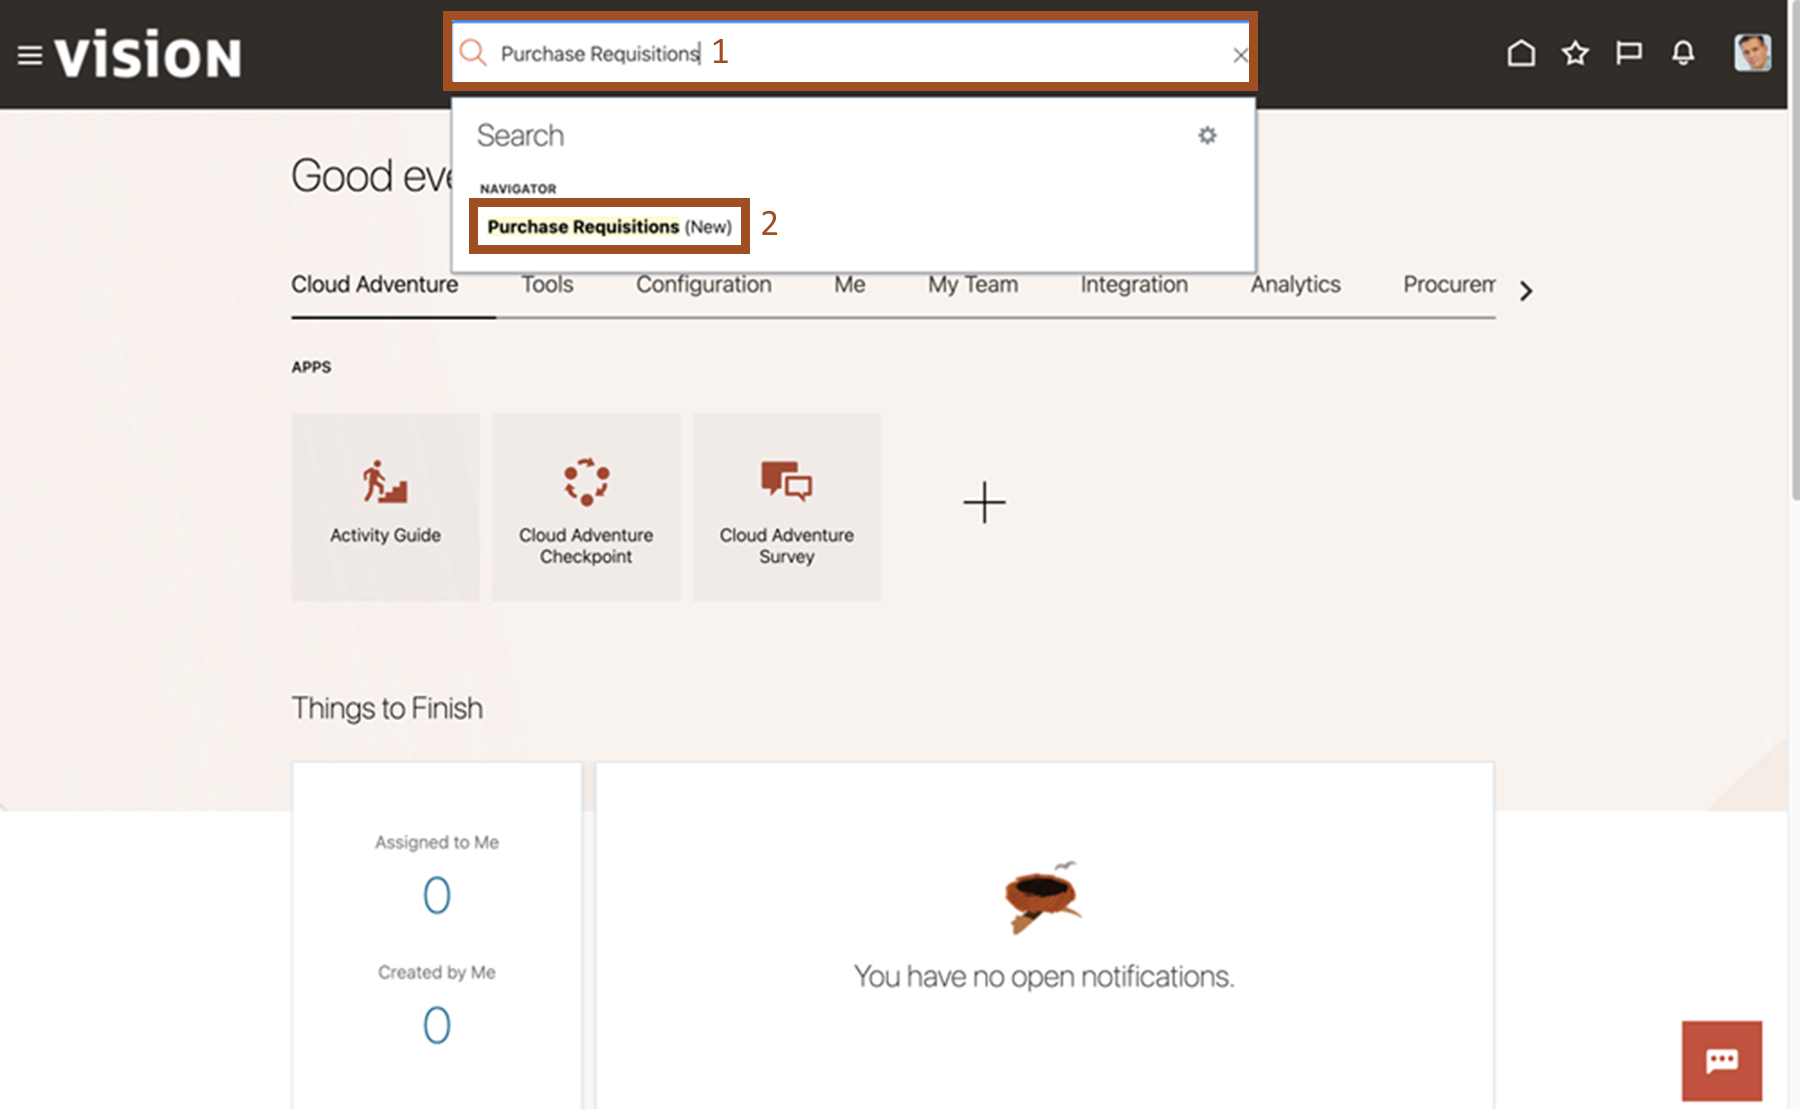 vision
Purchase Requisitions 1
Search
Good eve
NAVIGATOR
Purchase Requisitions (New) 2
Cloud Adventure Tools Configuration Me My Team Integration Analytics Procurem
APPS
Activity Guide
Cloud Adventure
Checkpoint
Cloud Adventure
Survey
Things to Finish
Assigned to Me
0
Created by Me
0
You have no open notifications.